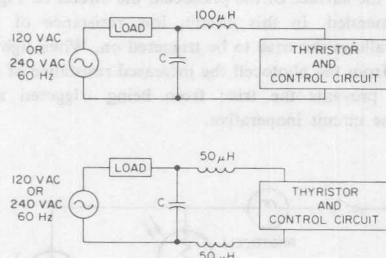 LOAD
100μH
120 VAC
OR
240 VAC
60 Hz
C
THYRISTOR
AND
CONTROL CIRCUIT
LOAD
50μH
120 VAC
OR
240 VAC
60 Hz
C
THYRISTOR
AND
CONTROL CIRCUIT
50μH